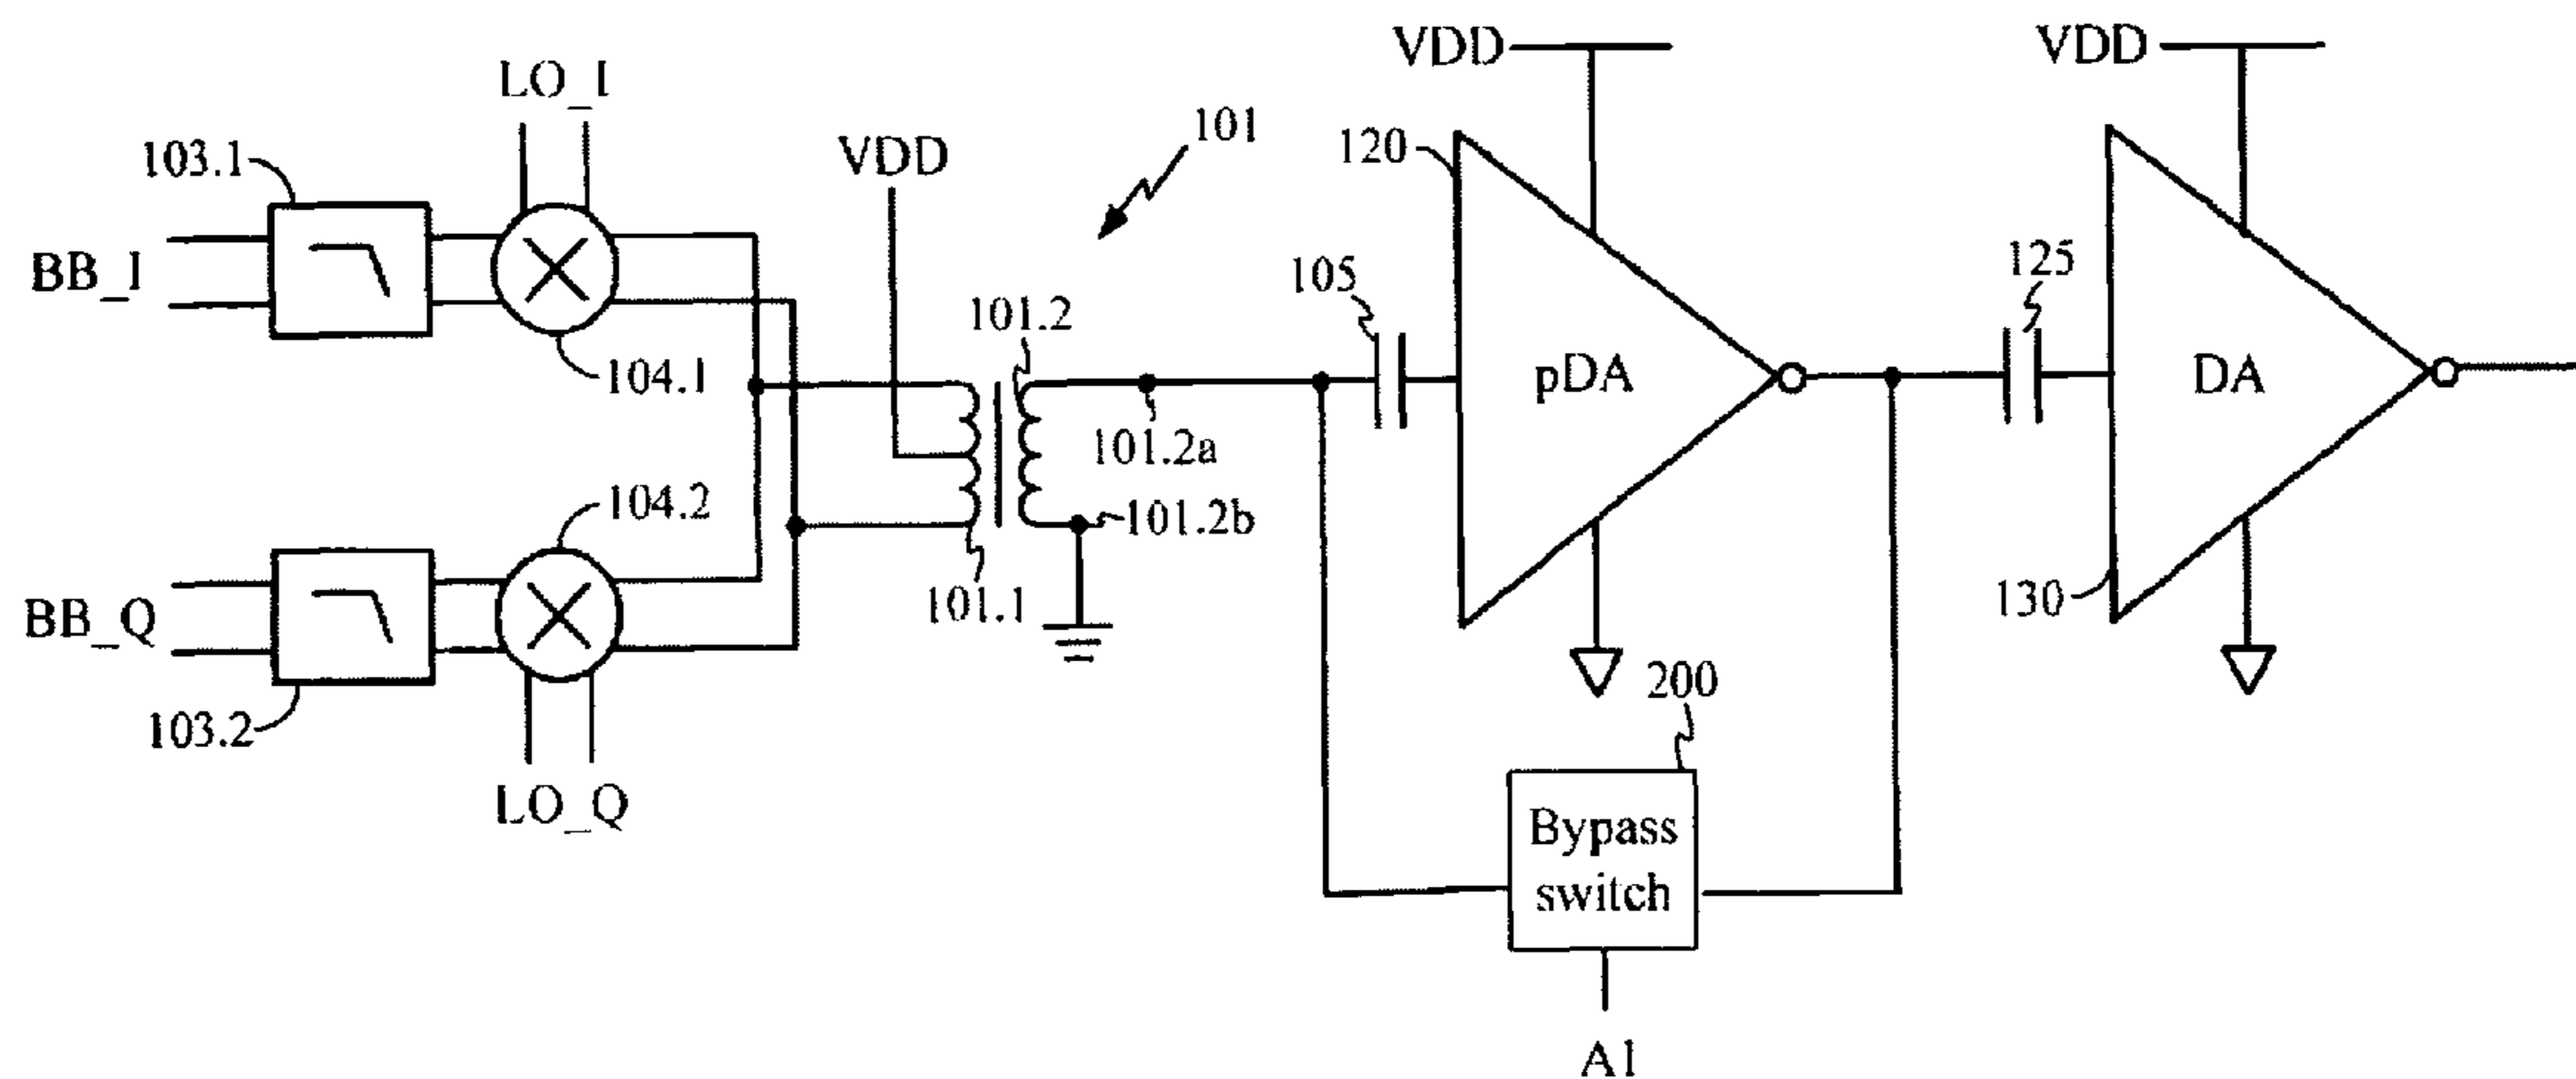 VDD
VDD
LO_I
101
VDD
103.1
120
BB_I
105
125
101.2
104.1
pDA
DA
101.2a
104.2
101.2b
BB_Q
101.1
130
103.2
200
LO_Q
Bypass
switch
A1